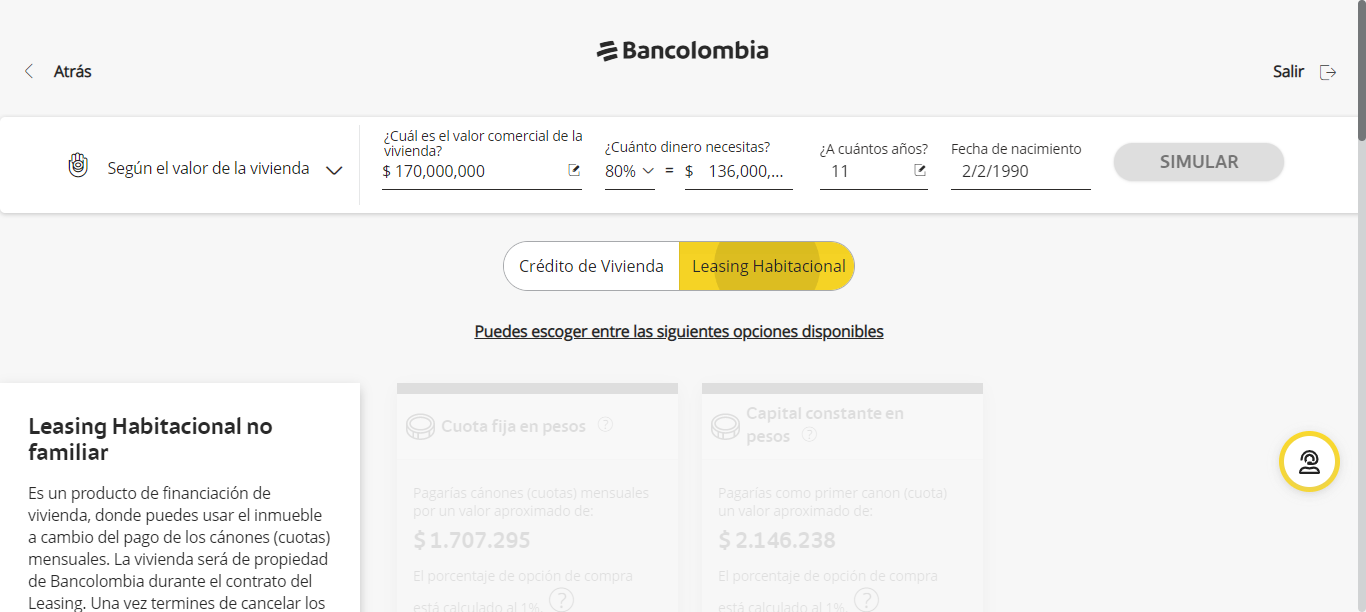 Bancolombia
Atrás
Salir
Según el valor de la vivienda
¿Cuál es el valor comercial de la
vivienda?
$ 170,000,000
¿Cuánto dinero necesitas?
80% = $ 136,000,...
¿A cuántos años?
11
Fecha de nacimiento
2/2/1990
SIMULAR
Crédito de Vivienda
Leasing Habitacional
Puedes escoger entre las siguientes opciones disponibles
Leasing Habitacional no
familiar
Es un producto de financiación de
vivienda, donde puedes usar el inmueble
a cambio del pago de los cánones (cuotas)
mensuales. La vivienda será de propiedad
de Bancolombia durante el contrato del
Leasing. Una vez termines de cancelar los
Cuota fija en pesos ?
Pagarías cánones (cuotas) mensuales
por un valor aproximado de:
$ 1.707.295
El porcentaje de opción de compra
está calculado al 1%. ?
Capital constante en
pesos ?
Pagarías como primer canon (cuota)
un valor aproximado de:
$ 2.146.238
El porcentaje de opción de compra
está calculado al 1%. ?